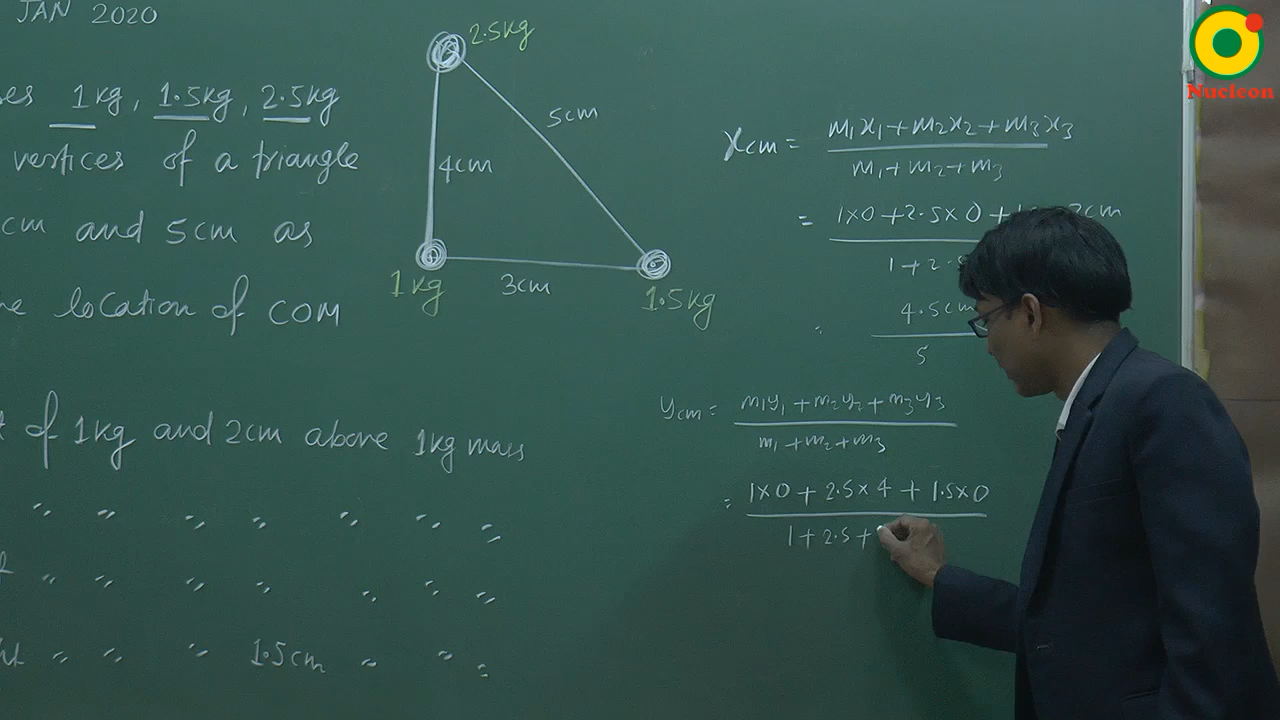 JAN 2020
1kg, 1.5kg, 2.5kg
vertices of a triangle
cm and 5cm as
location of COM
of 1kg and 2cm above 1kg mass
〃 〃 〃 〃 〃 〃 〃
〃 〃 〃 〃 〃 〃 〃
〃 〃 〃 1.5cm 〃 〃 〃
2.5kg
5cm
4cm
1kg
3cm
1.5kg
xcm = m₁x₁+m₂x₂+m₃x₃
m₁+m₂+m₃
= 1×0+2.5×0+ cm
1+2.
4.5cm
5
ycm = m₁y₁+m₂y₂+m₃y₃
m₁+m₂+m₃
= 1×0+2.5×4+1.5×0
1+2.5+
Nucleon